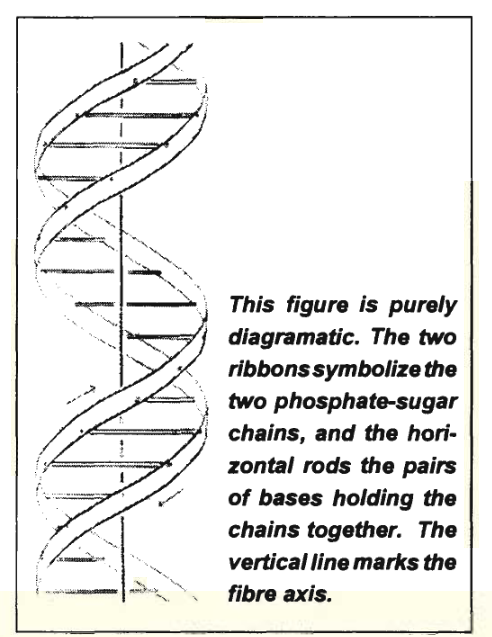 This figure is purely
diagramatic. The two
ribbons symbolize the
two phosphate-sugar
chains, and the hori-
zontal rods the pairs
of bases holding the
chains together. The
vertical line marks the
fibre axis.